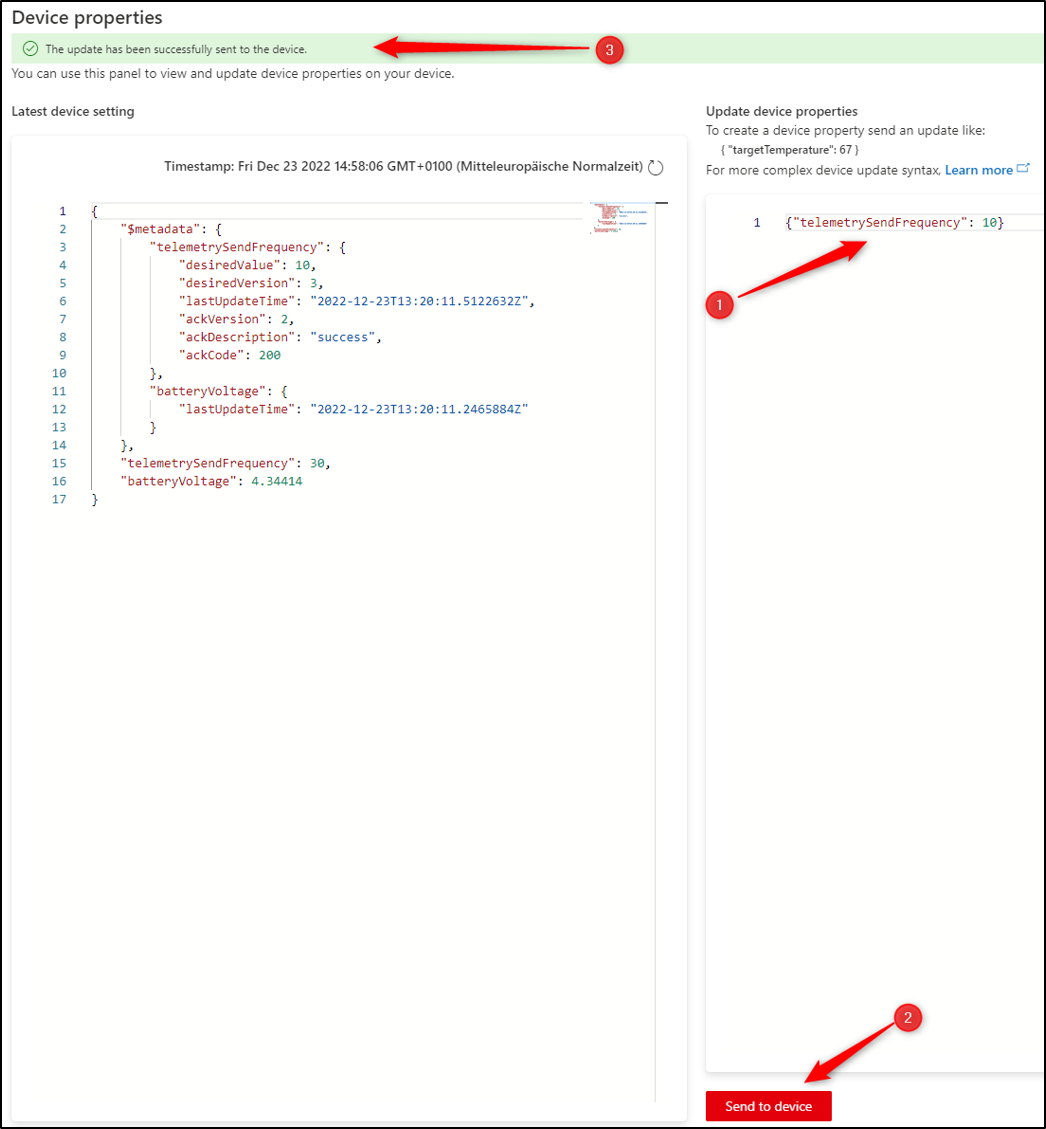 Device properties
The update has been successfully sent to the device.
3
You can use this panel to view and update device properties on your device.
Latest device setting
Timestamp: Fri Dec 23 2022 14:58:06 GMT+0100 (Mitteleuropäische Normalzeit)
1 {
2 "$metadata": {
3 "telemetrySendFrequency": {
4 "desiredValue": 10,
5 "desiredVersion": 3,
6 "lastUpdateTime": "2022-12-23T13:20:11.5122632Z",
7 "ackVersion": 2,
8 "ackDescription": "success",
9 "ackCode": 200
10 },
11 "batteryVoltage": {
12 "lastUpdateTime": "2022-12-23T13:20:11.2465884Z"
13 }
14 },
15 "telemetrySendFrequency": 30,
16 "batteryVoltage": 4.34414
17 }
Update device properties
To create a device property send an update like:
{ "targetTemperature": 67 }
For more complex device update syntax, Learn more
1 {"telemetrySendFrequency": 10}
1
2
Send to device